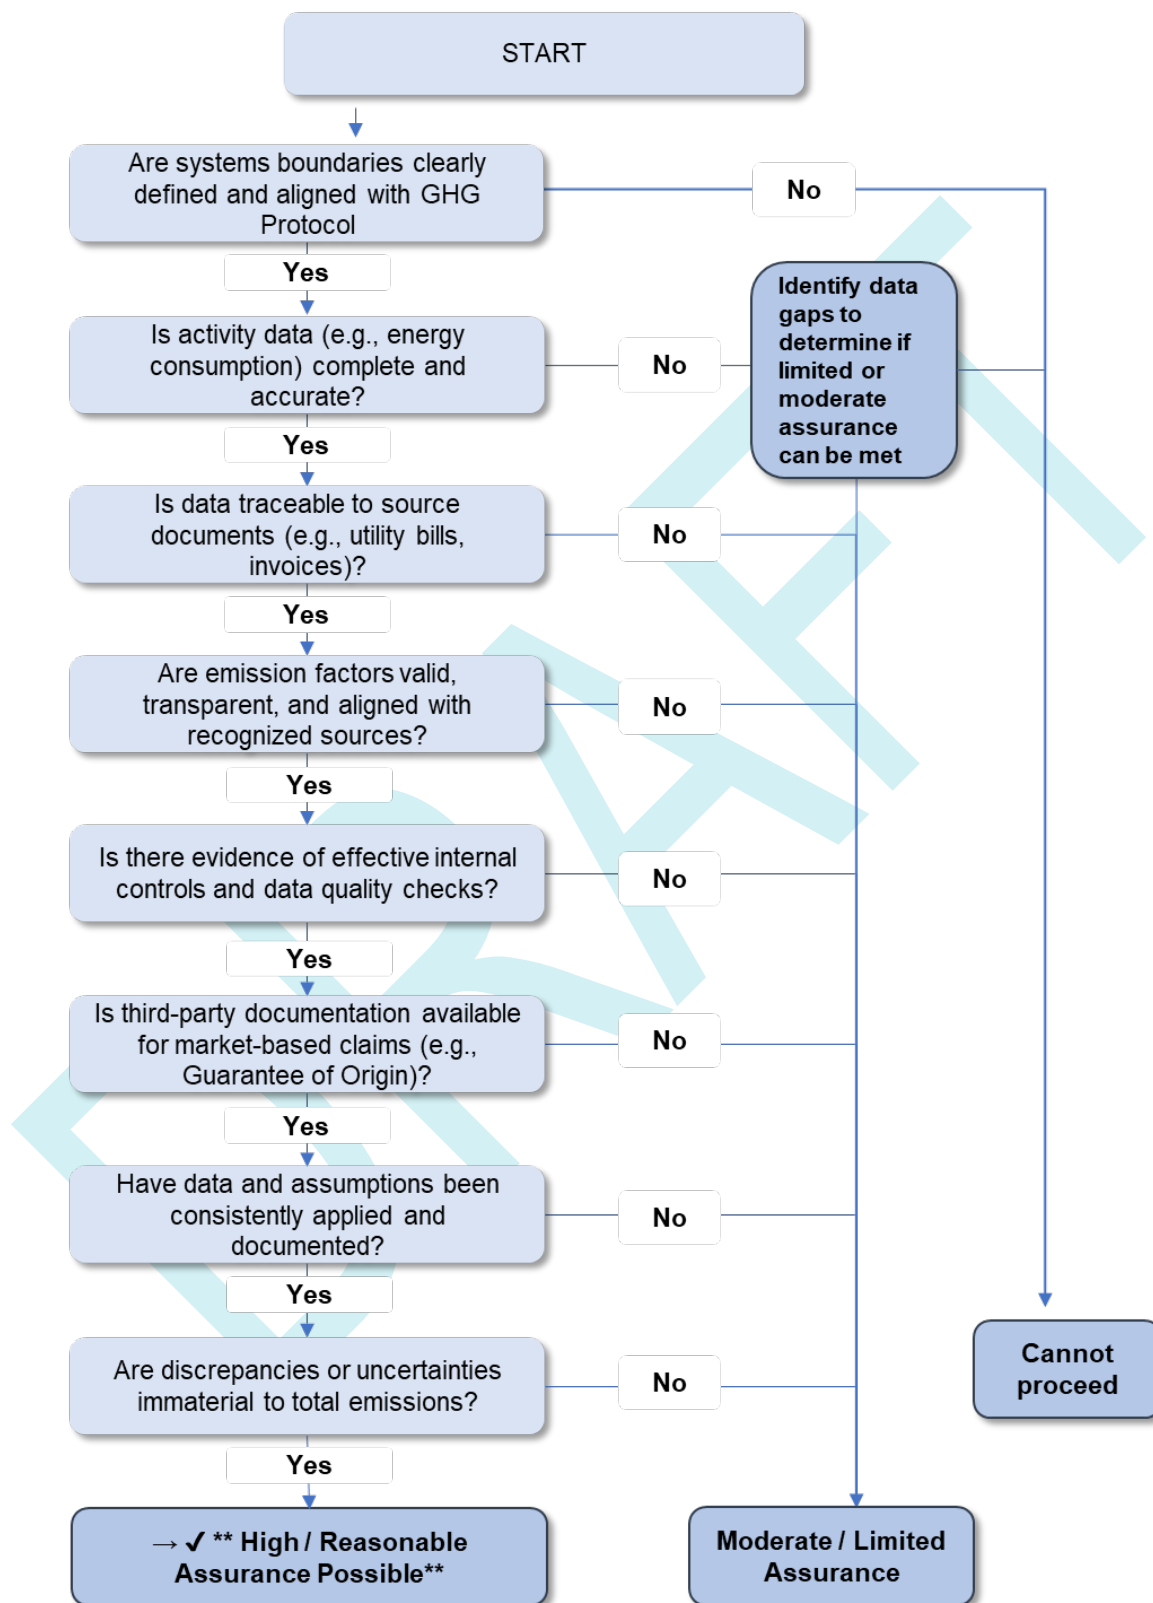 START
Are systems boundaries clearly
defined and aligned with GHG
Protocol
No
Yes
Identify data
gaps to
determine if
limited or
moderate
assurance
can be met
Is activity data (e.g., energy
consumption) complete and
accurate?
No
Yes
Is data traceable to source
documents (e.g., utility bills,
invoices)?
No
Yes
Are emission factors valid,
transparent, and aligned with
recognized sources?
No
Yes
Is there evidence of effective internal
controls and data quality checks?
No
Yes
Is third-party documentation available
for market-based claims (e.g.,
Guarantee of Origin)?
No
Yes
Have data and assumptions been
consistently applied and
documented?
No
Yes
Are discrepancies or uncertainties
immaterial to total emissions?
No
Yes
Cannot
proceed
→ ✓ ** High / Reasonable
Assurance Possible**
Moderate / Limited
Assurance
DRAFT